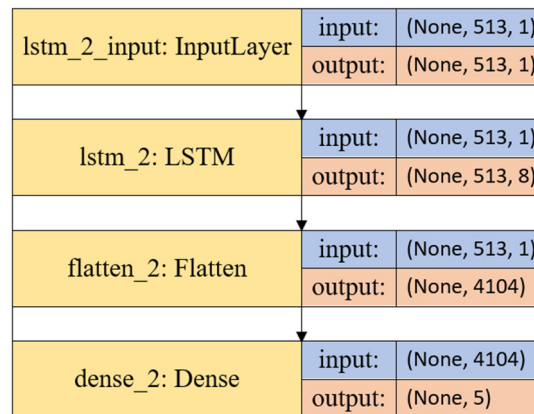 lstm_2_input: InputLayer
input: (None, 513, 1)
output: (None, 513, 1)
lstm_2: LSTM
input: (None, 513, 1)
output: (None, 513, 8)
flatten_2: Flatten
input: (None, 513, 1)
output: (None, 4104)
dense_2: Dense
input: (None, 4104)
output: (None, 5)